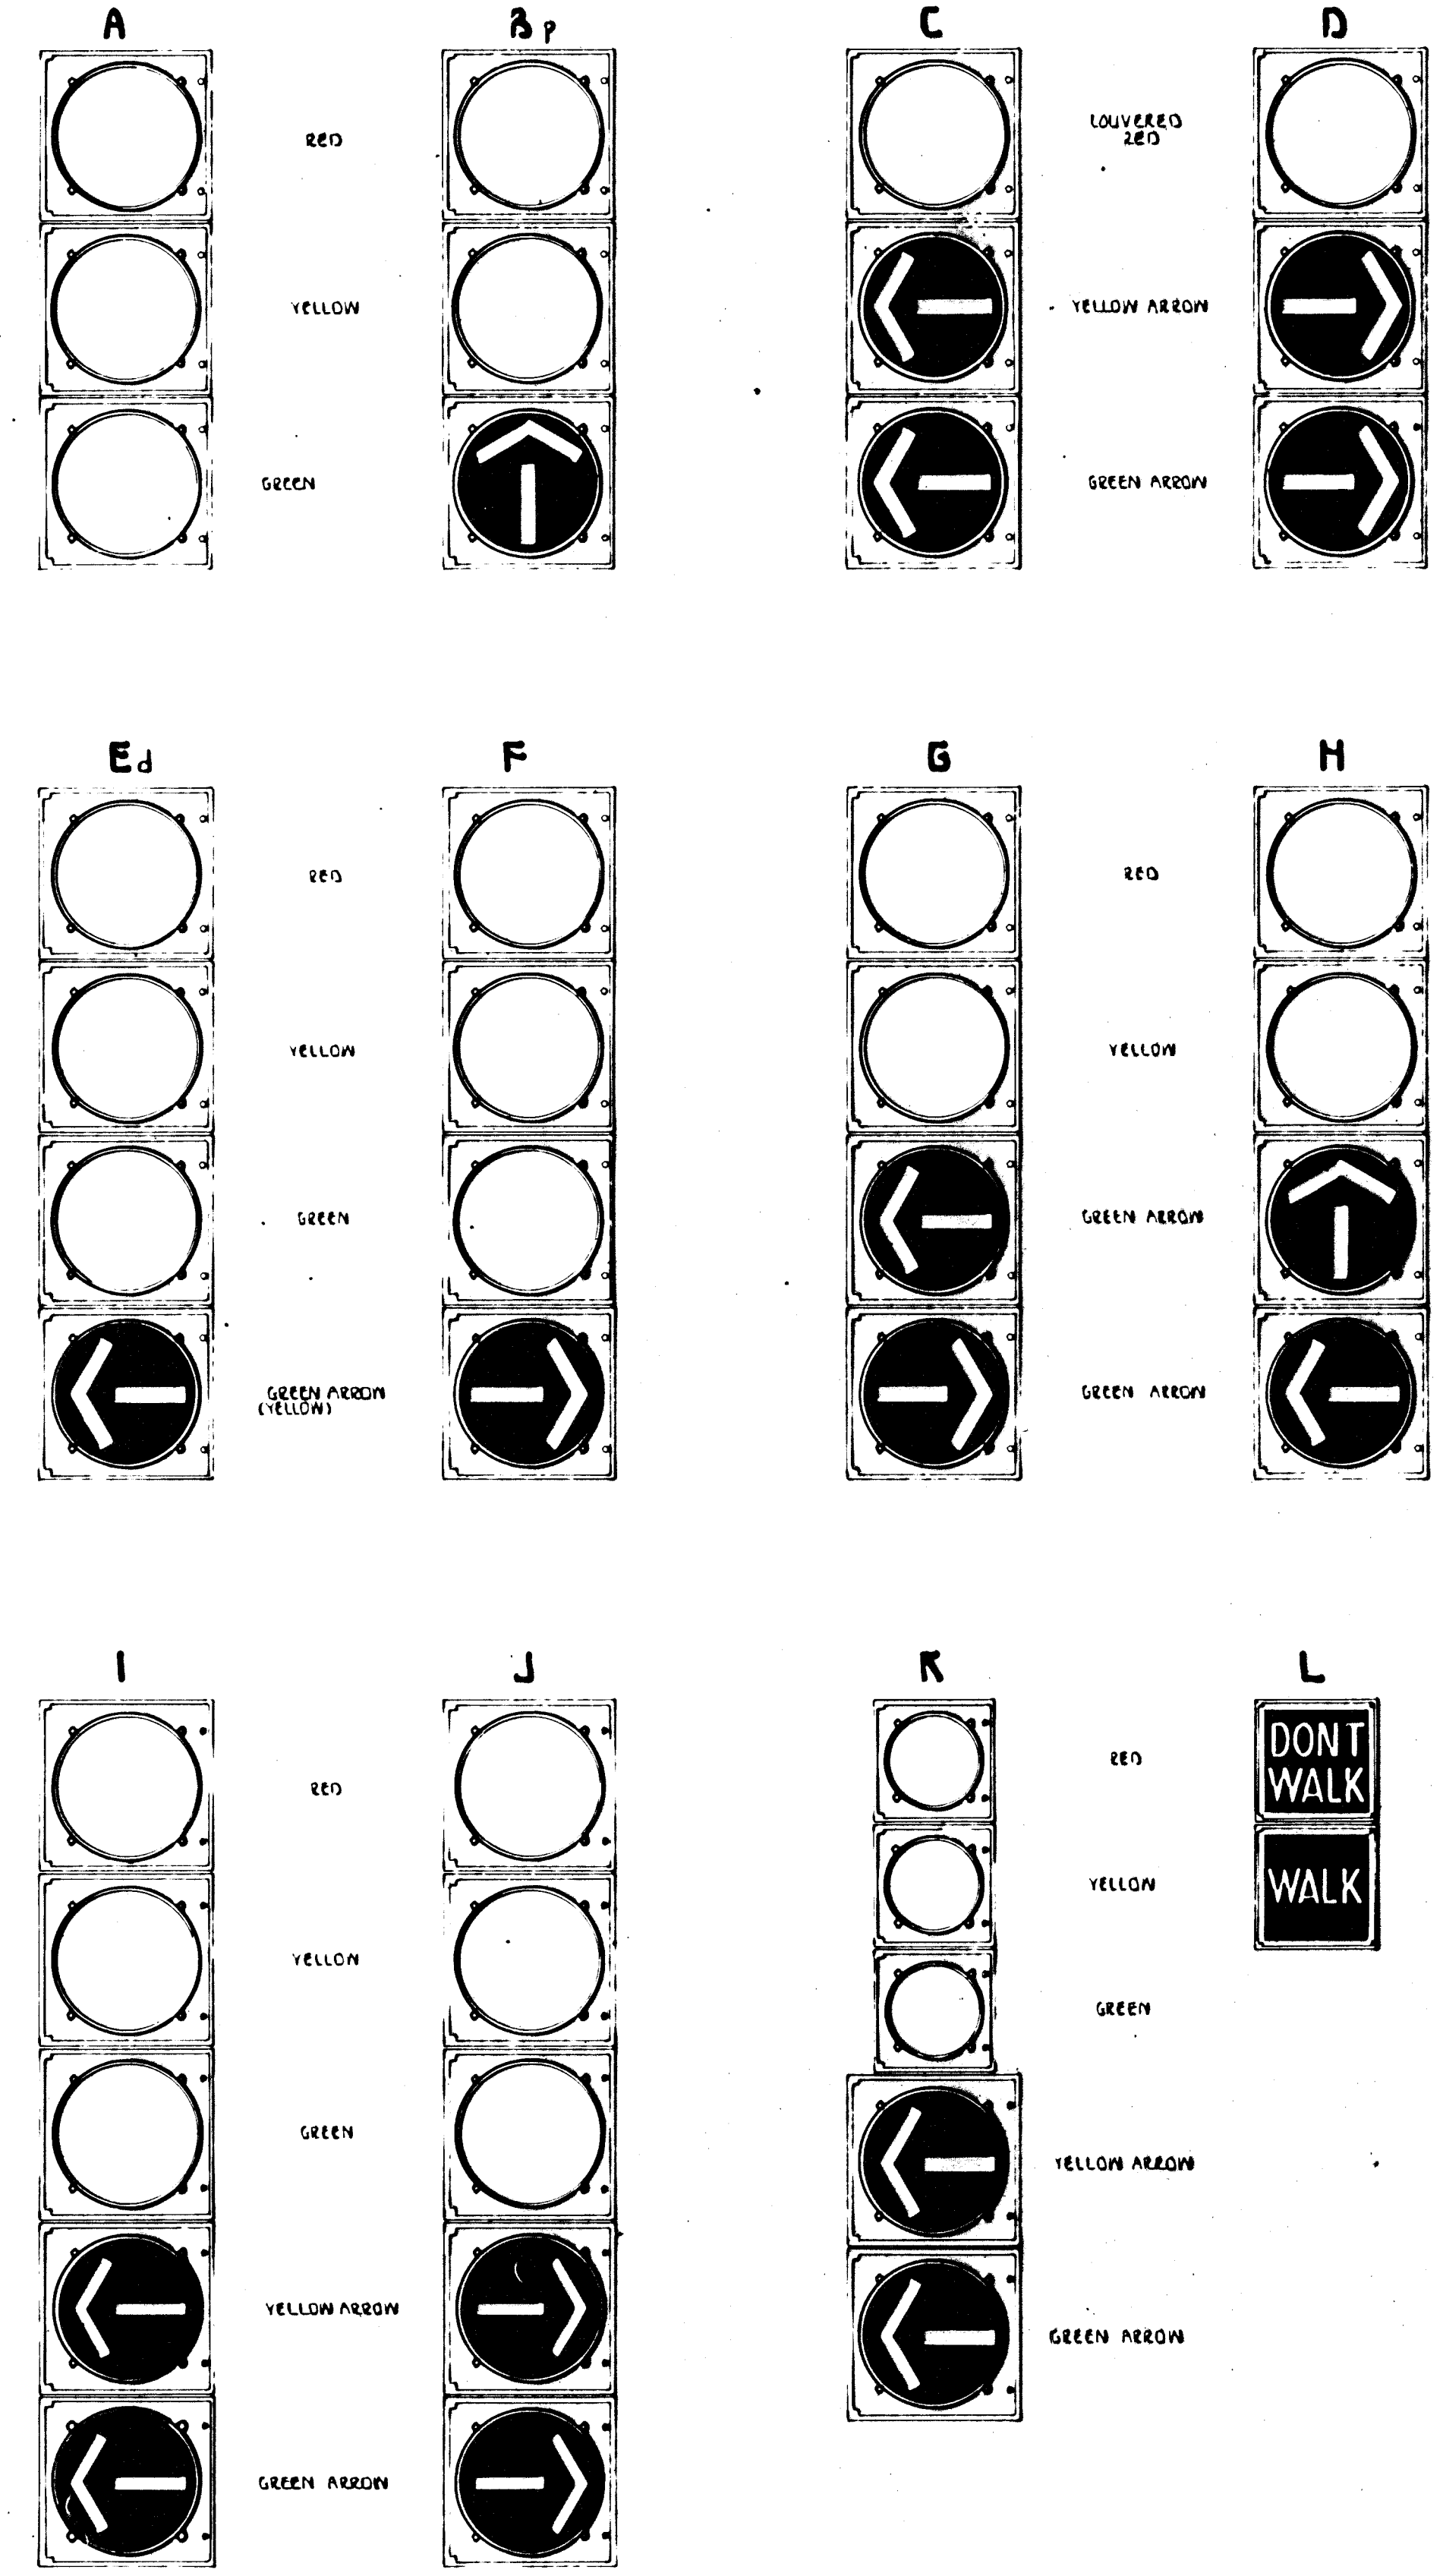 A Bp C D
RED
LOUVERED
RED
YELLOW
YELLOW ARROW
GREEN
GREEN ARROW
Ed F G H
RED
RED
YELLOW
YELLOW
GREEN
GREEN ARROW
GREEN ARROW
(YELLOW)
GREEN ARROW
I J K L
RED
RED
DONT
WALK
YELLOW
YELLOW
WALK
GREEN
GREEN
YELLOW ARROW
YELLOW ARROW
GREEN ARROW
GREEN ARROW